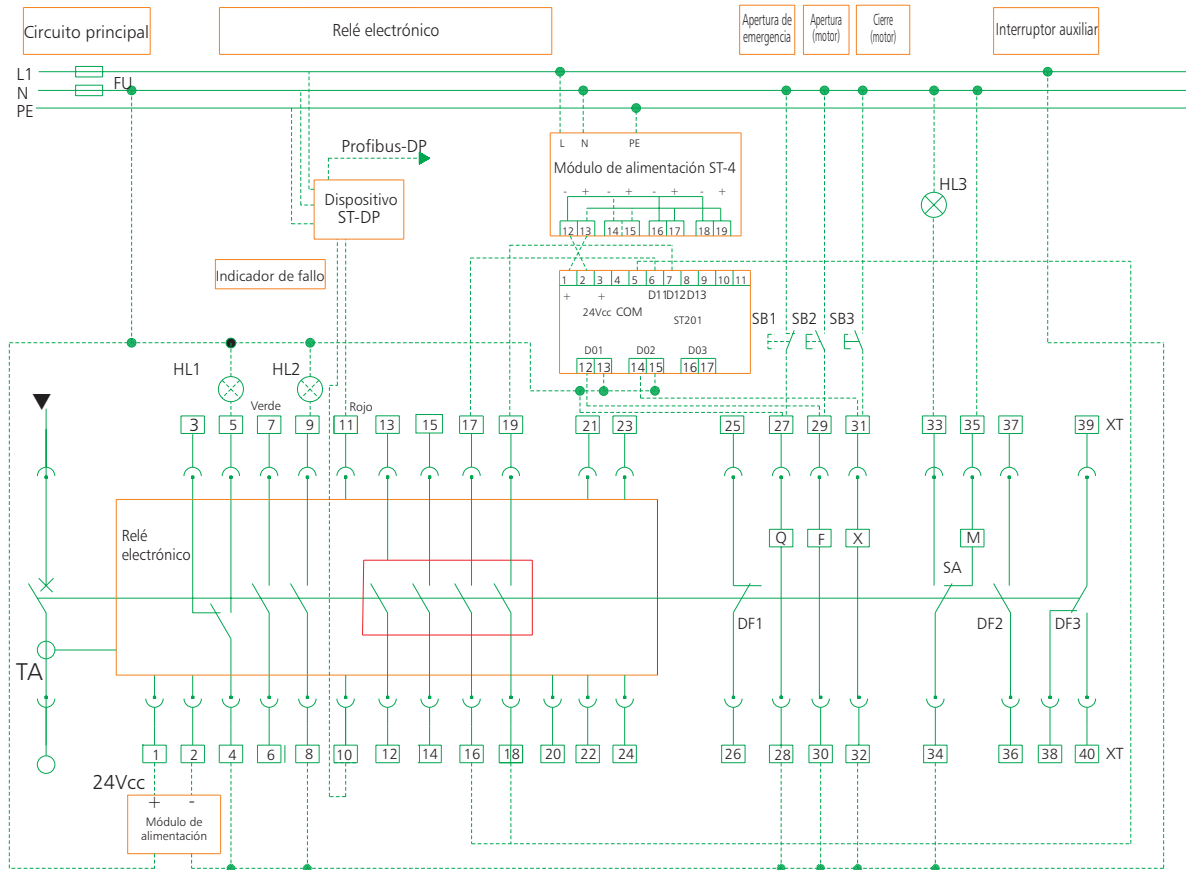 Circuito principal
Relé electrónico
Apertura de emergencia
Apertura (motor)
Cierre (motor)
Interruptor auxiliar
L1
FU
N
PE
Profibus-DP
L N PE
Módulo de alimentación ST-4
- + - + - + - +
12 13 14 15 16 17 18 19
Dispositivo ST-DP
HL3
Indicador de fallo
1 2 3 4 5 6 7 8 9 10 11
+ + D11 D12 D13
24Vcc COM
ST201
D01 D02 D03
12 13 14 15 16 17
SB1 SB2 SB3
HL1 HL2
Verde Rojo
3 5 7 9 11 13 15 17 19 21 23 25 27 29 31 33 35 37 39 XT
Relé electrónico
Q F X M
SA
DF1 DF2 DF3
TA
1 2 4 6 8 10 12 14 16 18 20 22 24 26 28 30 32 34 36 38 40 XT
24Vcc
+ -
Módulo de alimentación